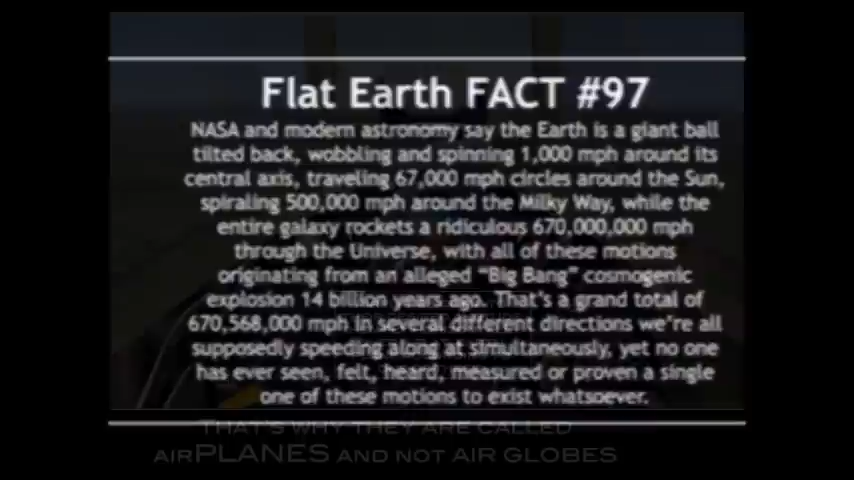 Flat Earth FACT #97
NASA and modern astronomy say the Earth is a giant ball
tilted back, wobbling and spinning 1,000 mph around its
central axis, traveling 67,000 mph circles around the Sun,
spiraling 500,000 mph around the Milky Way, while the
entire galaxy rockets a ridiculous 670,000,000 mph
through the Universe, with all of these motions
originating from an alleged “Big Bang” cosmogenic
explosion 14 billion years ago. That's a grand total of
670,568,000 mph in several different directions we're all
supposedly speeding along at simultaneously, yet no one
has ever seen, felt, heard, measured or proven a single
one of these motions to exist whatsoever.
THAT'S WHY THEY ARE CALLED
AIRPLANES AND NOT AIR GLOBES